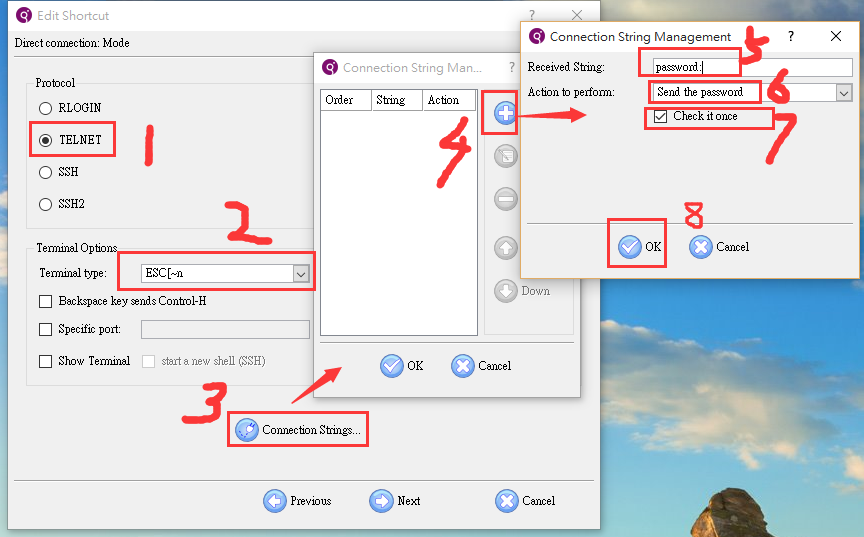 Edit Shortcut
?
Direct connection: Mode
Protocol
RLOGIN
TELNET
1
SSH
SSH2
2
Terminal Options
Terminal type:
ESC[~n
Backspace key sends Control-H
Specific port:
Show Terminal
start a new shell (SSH)
3
Connection Strings...
Previous
Next
Cancel
Connection String Man...
?
Order
String
Action
4
Down
OK
Cancel
Connection String Management
?
5
Received String:
password:
Action to perform:
Send the password
6
Check it once
7
8
OK
Cancel